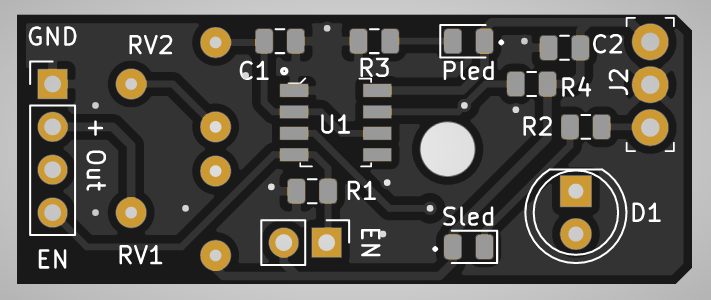 GND
RV2
C1
R3
Pled
C2
J2
R4
+
Out
U1
R2
R1
Sled
D1
EN
RV1
EN